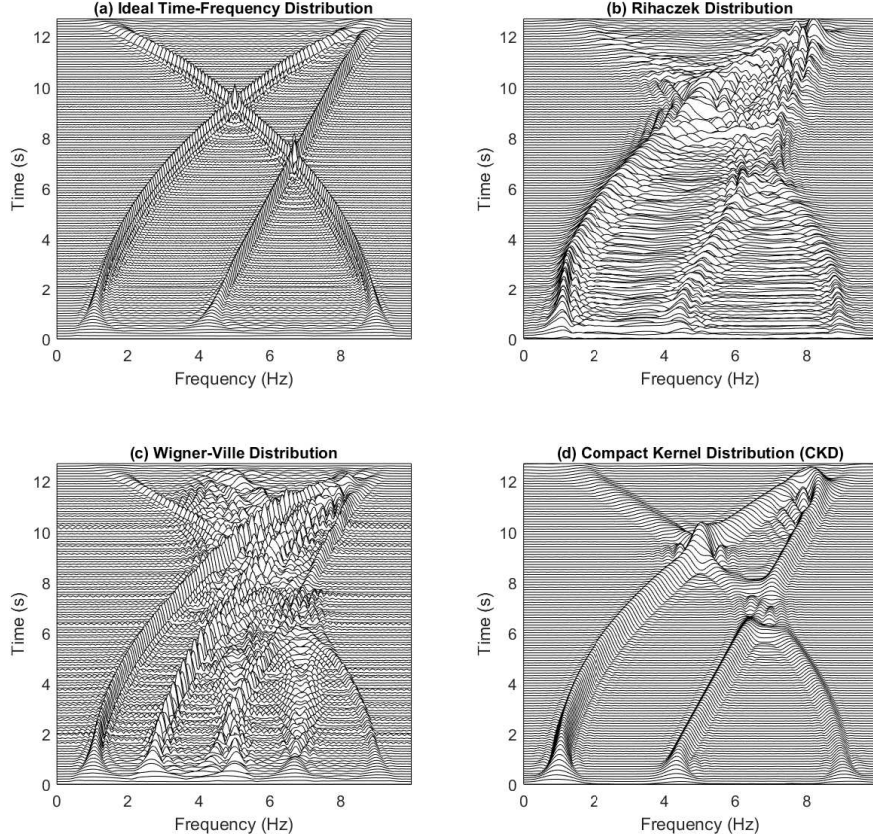 (a) Ideal Time-Frequency Distribution
12
10
8
6
4
2
0
Time (s)
0 2 4 6 8
Frequency (Hz)
(b) Rihaczek Distribution
12
10
8
6
4
2
0
Time (s)
0 2 4 6 8
Frequency (Hz)
(c) Wigner-Ville Distribution
12
10
8
6
4
2
0
Time (s)
0 2 4 6 8
Frequency (Hz)
(d) Compact Kernel Distribution (CKD)
12
10
8
6
4
2
0
Time (s)
0 2 4 6 8
Frequency (Hz)